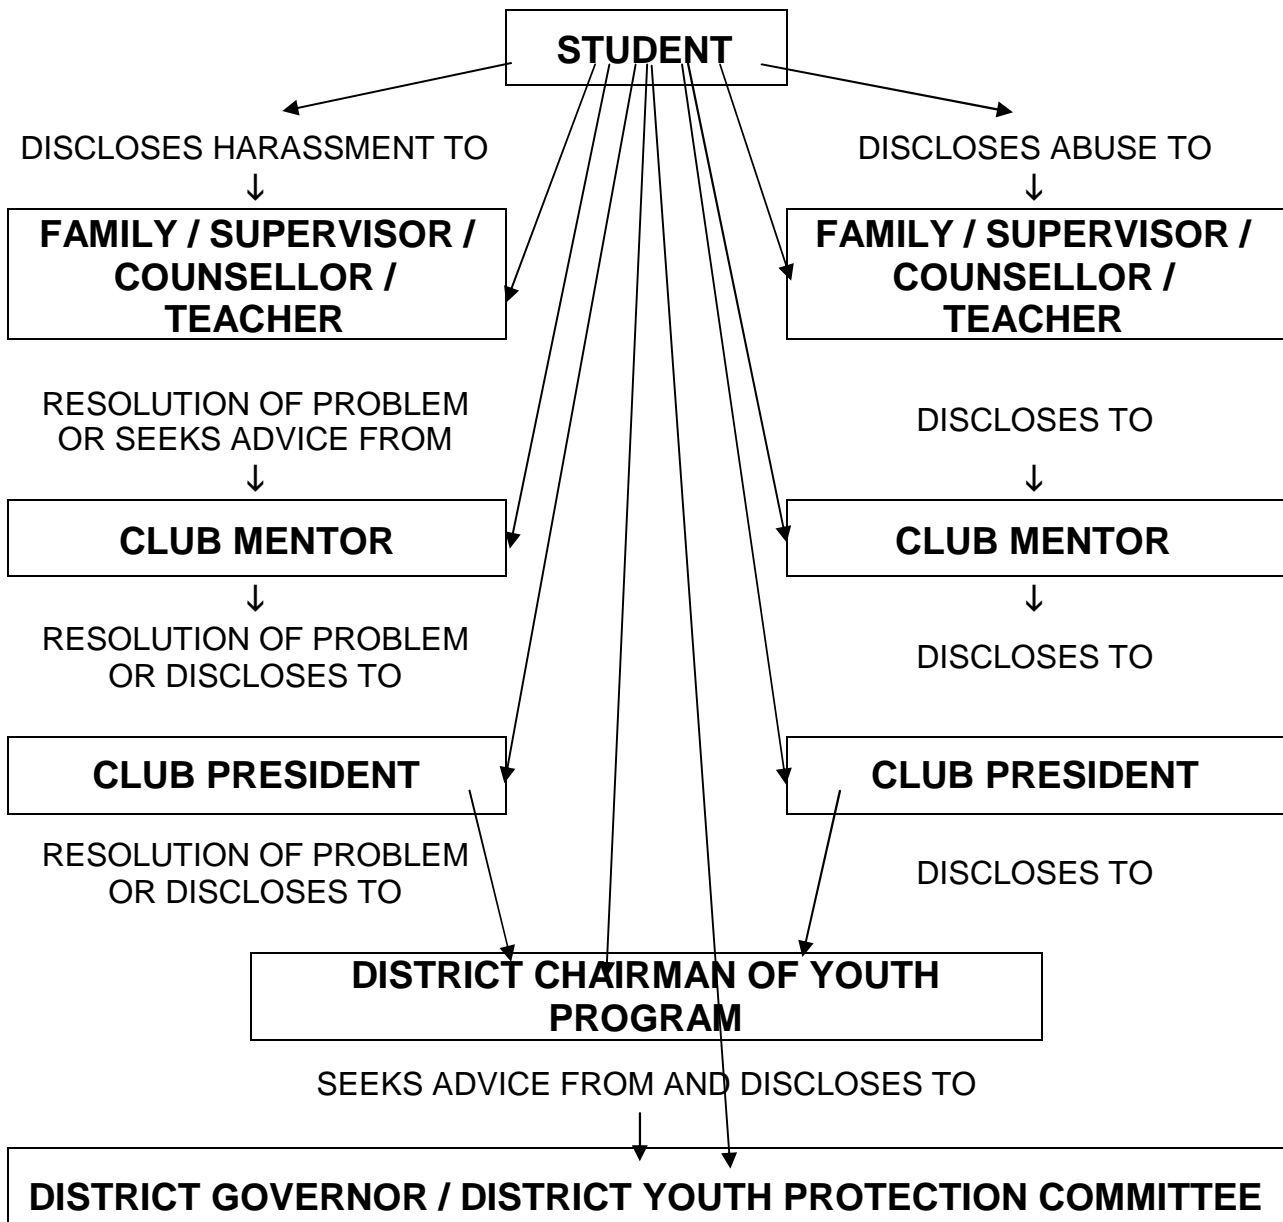 STUDENT
DISCLOSES HARASSMENT TO
DISCLOSES ABUSE TO
FAMILY / SUPERVISOR /
COUNSELLOR /
TEACHER
FAMILY / SUPERVISOR /
COUNSELLOR /
TEACHER
RESOLUTION OF PROBLEM
OR SEEKS ADVICE FROM
DISCLOSES TO
CLUB MENTOR
CLUB MENTOR
RESOLUTION OF PROBLEM
OR DISCLOSES TO
DISCLOSES TO
CLUB PRESIDENT
CLUB PRESIDENT
RESOLUTION OF PROBLEM
OR DISCLOSES TO
DISCLOSES TO
DISTRICT CHAIRMAN OF YOUTH
PROGRAM
SEEKS ADVICE FROM AND DISCLOSES TO
DISTRICT GOVERNOR / DISTRICT YOUTH PROTECTION COMMITTEE